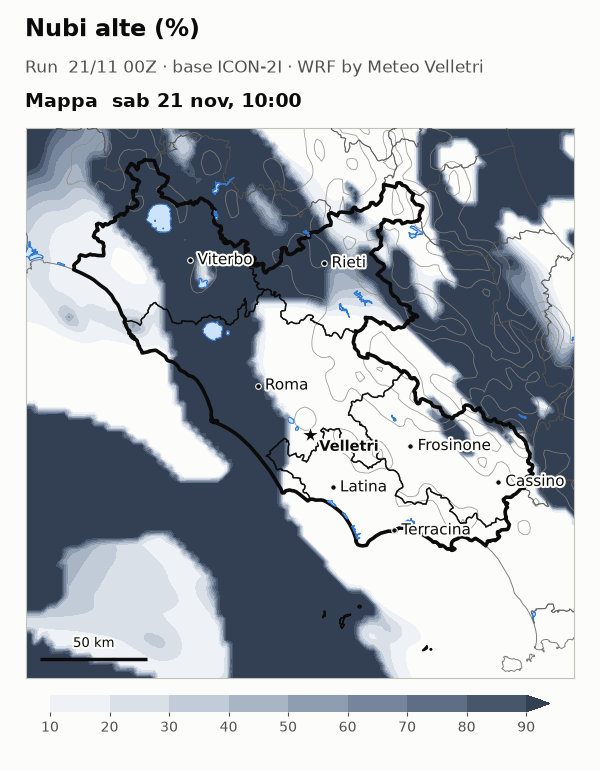 Nubi alte (%)
Run  21/11 00Z · base ICON-2I · WRF by Meteo Velletri
Mappa  sab 21 nov, 10:00
Viterbo
Rieti
Roma
Velletri
Frosinone
Latina
Cassino
Terracina
50 km
10 20 30 40 50 60 70 80 90